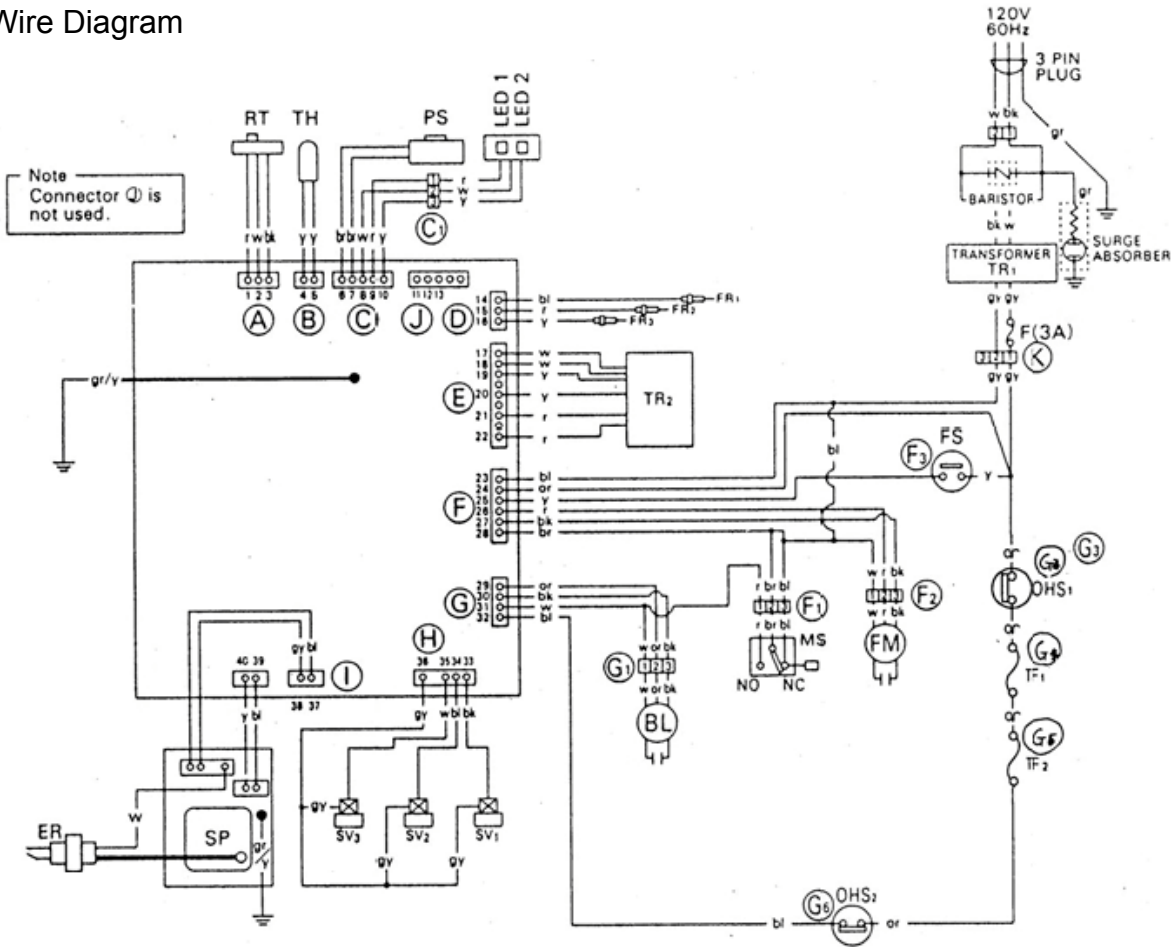 Wire Diagram
120V
60Hz
3 PIN
PLUG
w bk
gr
RT TH PS LED 1 LED 2
Note
Connector Ⓙ is
not used.
r
w
y
C1
BARISTOR
gr
bk w
SURGE
ABSORBER
TRANSFORMER
TR1
r w bk y y br br w r y
gy gy
1 2 3 4 5 6 7 8 9 10 11 12 13
A B C J D
14 bl FR1
15 r FR2
16 y FR3
F(3A)
3 2 1 K
gy gy
gr/y
E
17 w
18 w
19 y
20 y
21 r
22 r
TR2
bl
F3 FS
y
F
23 bl
24 or
25 y
26 r
27 bk
28 br
or G3 G3
OHS1
w r bk
r br bl
G
29 or
30 bk
31 w
32 bl
F1 F2
r br bl w r bk
MS FM
NO NC
or
G4
TF1
w or bk
G1 1 2 3
w or bk
BL
or
G5
TF2
H
36 35 34 33
gy w bl bk
gy bl
40 39 I
38 37
y bl
gy SV3 SV2 SV1
gy gy
w
ER SP gr/y
G6 OHS2
bl or